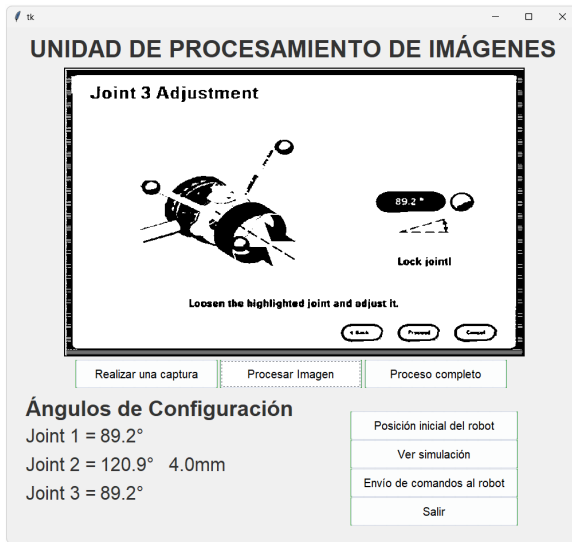 tk
UNIDAD DE PROCESAMIENTO DE IMÁGENES
Joint 3 Adjustment
89.2 °
Lock joint!
Loosen the highlighted joint and adjust it.
< Back Proceed Cancel
Realizar una captura Procesar Imagen Proceso completo
Ángulos de Configuración
Joint 1 = 89.2°
Joint 2 = 120.9° 4.0mm
Joint 3 = 89.2°
Posición inicial del robot
Ver simulación
Envío de comandos al robot
Salir